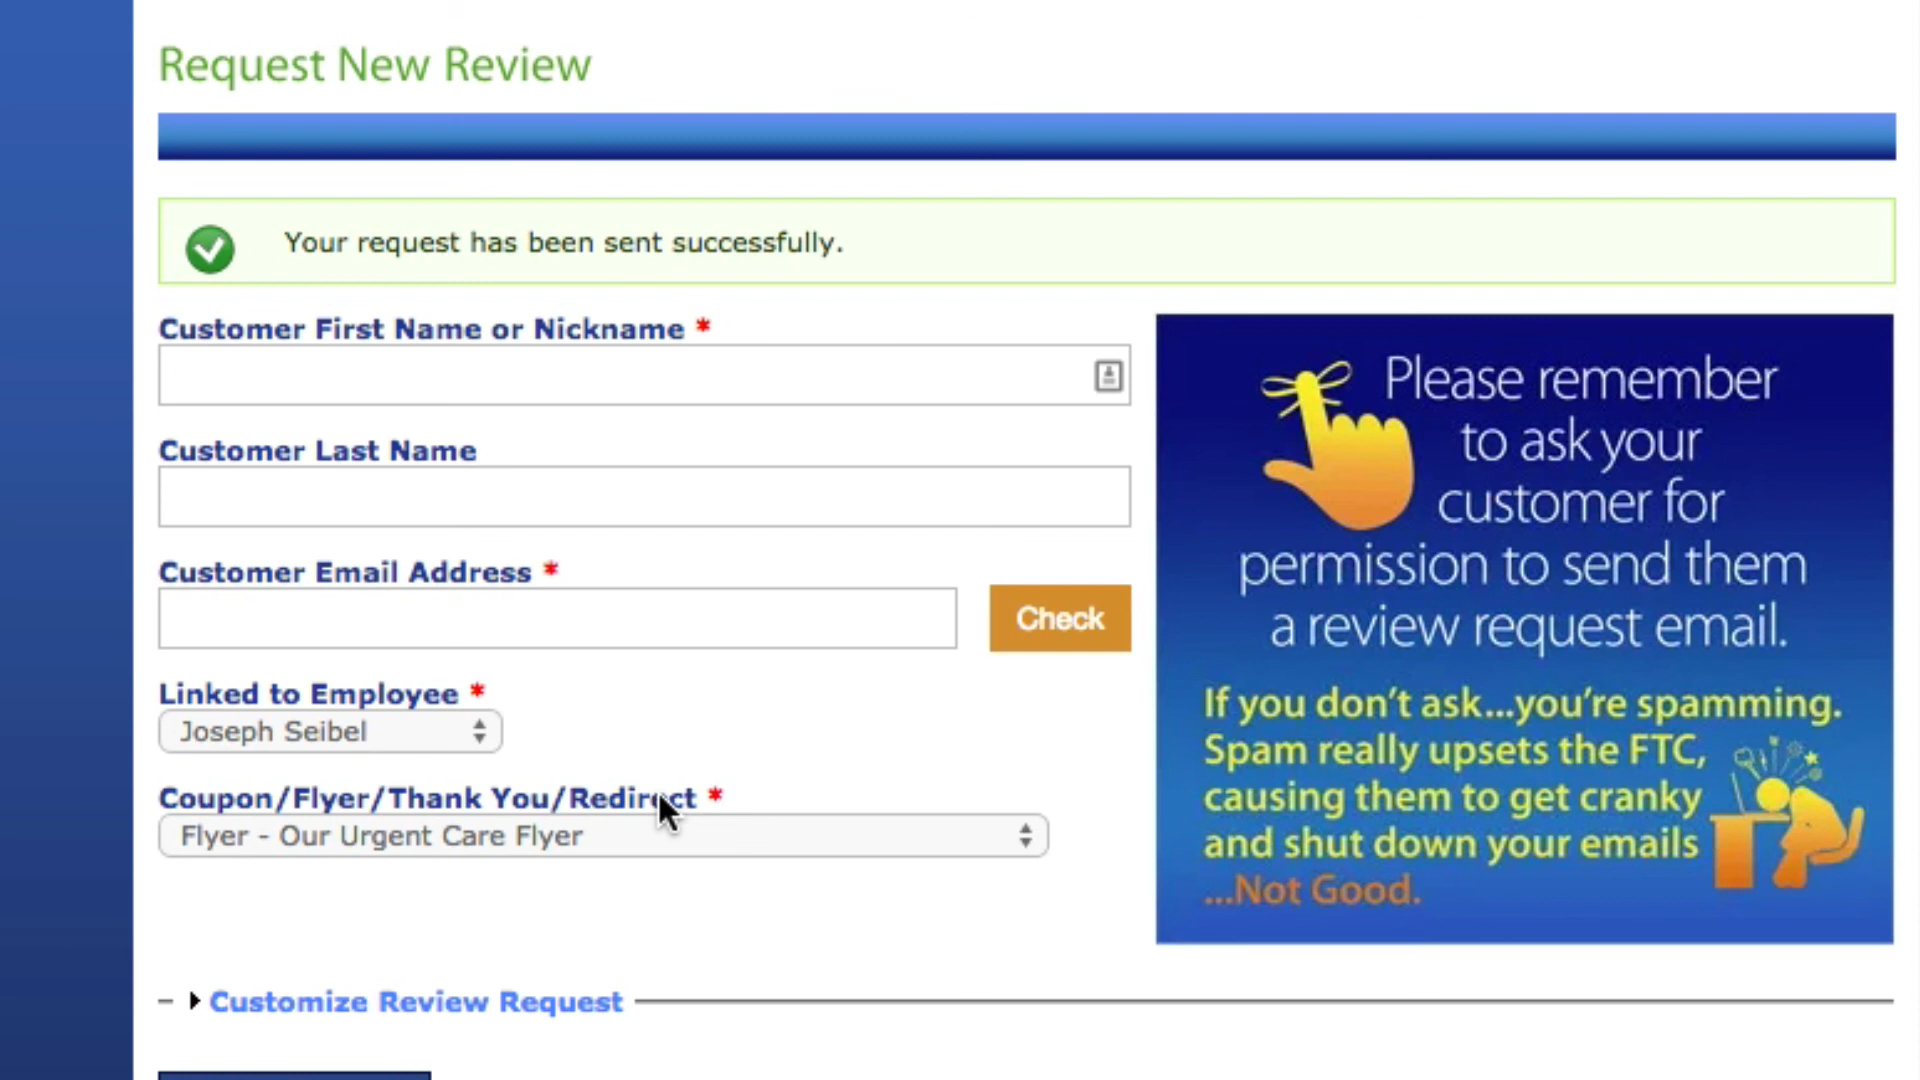 Request New Review
Your request has been sent successfully.
Customer First Name or Nickname *
Customer Last Name
Customer Email Address *
Check
Linked to Employee *
Joseph Seibel
Coupon/Flyer/Thank You/Redirect *
Flyer - Our Urgent Care Flyer
Please remember
to ask your
customer for
permission to send them
a review request email.
If you don't ask...you're spamming.
Spam really upsets the FTC,
causing them to get cranky
and shut down your emails
...Not Good.
Customize Review Request